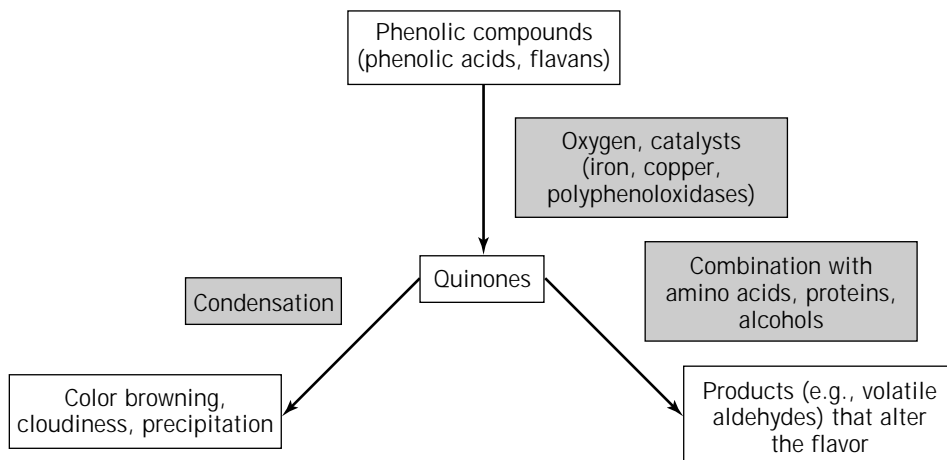 Phenolic compounds
(phenolic acids, flavans)
Oxygen, catalysts
(iron, copper,
polyphenoloxidases)
Quinones
Condensation
Combination with
amino acids, proteins,
alcohols
Color browning,
cloudiness, precipitation
Products (e.g., volatile
aldehydes) that alter
the flavor